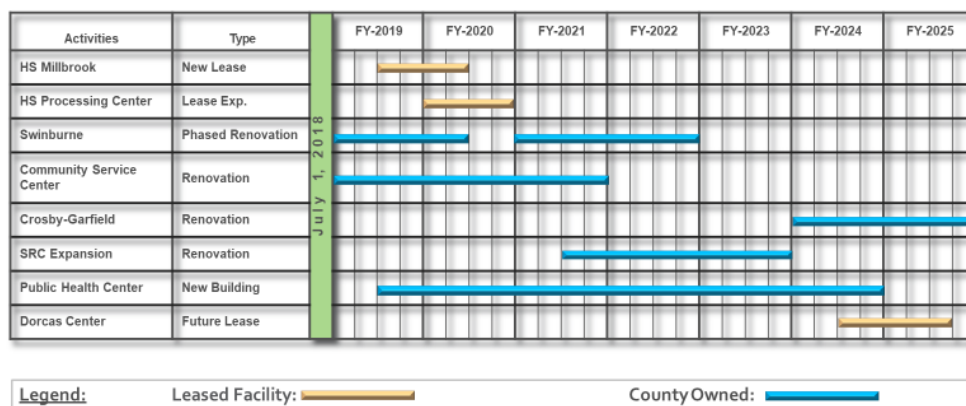 Activities Type FY-2019 FY-2020 FY-2021 FY-2022 FY-2023 FY-2024 FY-2025
July 1, 2018
HS Millbrook New Lease
HS Processing Center Lease Exp.
Swinburne Phased Renovation
Community Service
Center Renovation
Crosby-Garfield Renovation
SRC Expansion Renovation
Public Health Center New Building
Dorcas Center Future Lease
Legend: Leased Facility: County Owned: